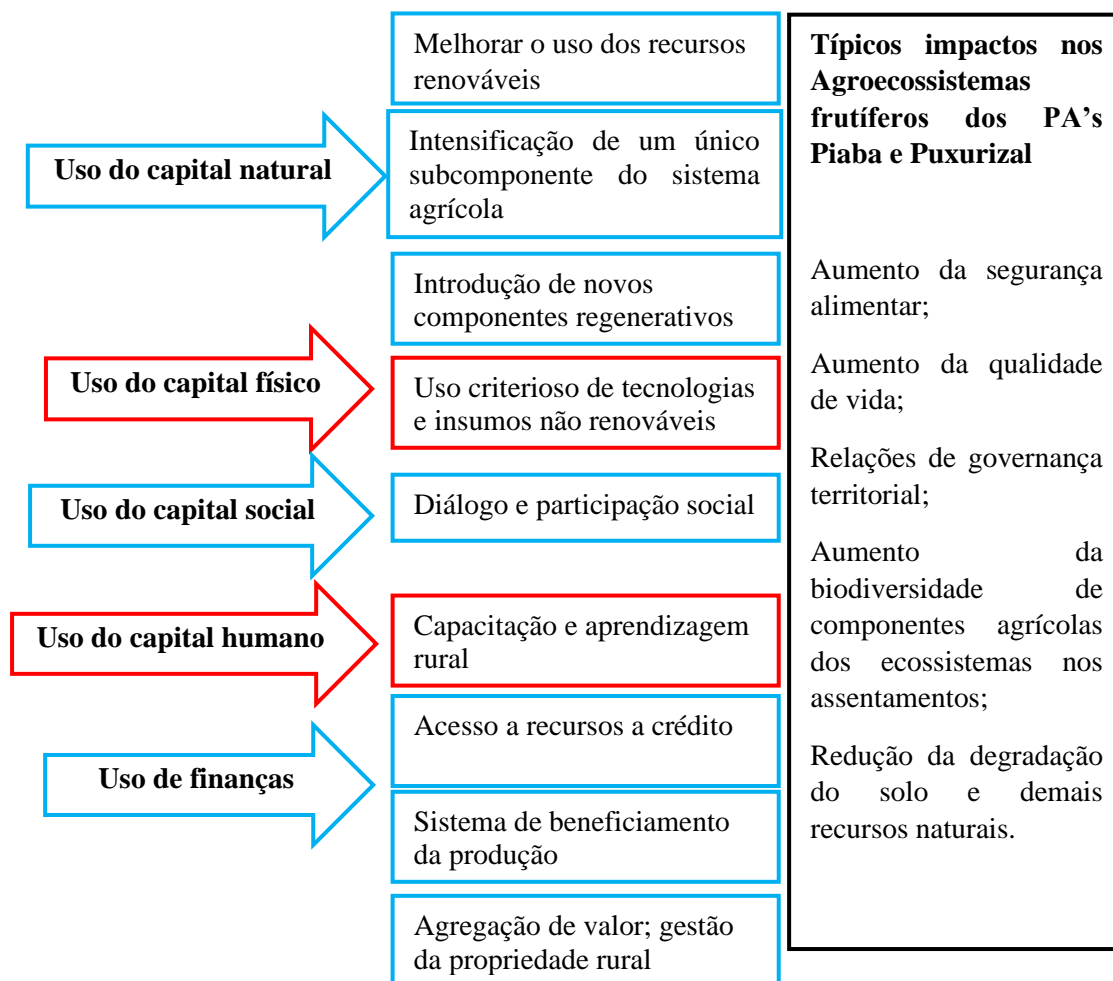 Uso do capital natural
Melhorar o uso dos recursos
renováveis
Intensificação de um único
subcomponente do sistema
agrícola
Introdução de novos
componentes regenerativos
Uso do capital físico
Uso criterioso de tecnologias
e insumos não renováveis
Uso do capital social
Diálogo e participação social
Uso do capital humano
Capacitação e aprendizagem
rural
Uso de finanças
Acesso a recursos a crédito
Sistema de beneficiamento
da produção
Agregação de valor; gestão
da propriedade rural
Típicos impactos nos
Agroecossistemas
frutíferos dos PA’s
Piaba e Puxurizal
Aumento da segurança
alimentar;
Aumento da qualidade
de vida;
Relações de governança
territorial;
Aumento da
biodiversidade de
componentes agrícolas
dos ecossistemas nos
assentamentos;
Redução da degradação
do solo e demais
recursos naturais.